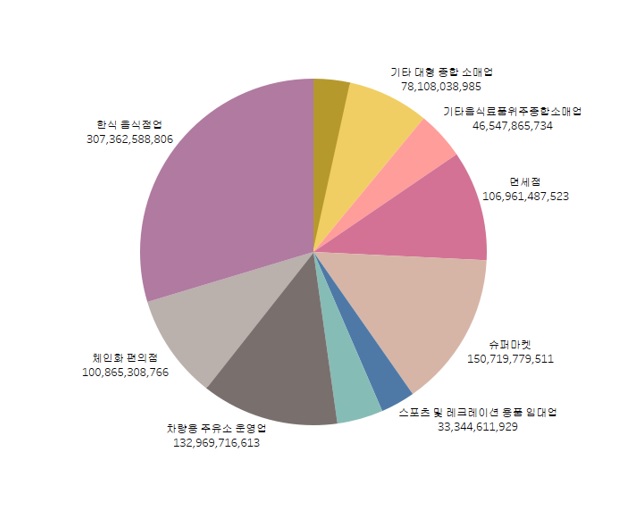 기타 대형 종합 소매업
78,108,038,985
기타음식료품위주종합소매업
46,547,865,734
면세점
106,961,487,523
슈퍼마켓
150,719,779,511
스포츠 및 레크레이션 용품 임대업
33,344,611,929
차량용 주유소 운영업
132,969,716,613
체인화 편의점
100,865,308,766
한식 음식점업
307,362,588,806